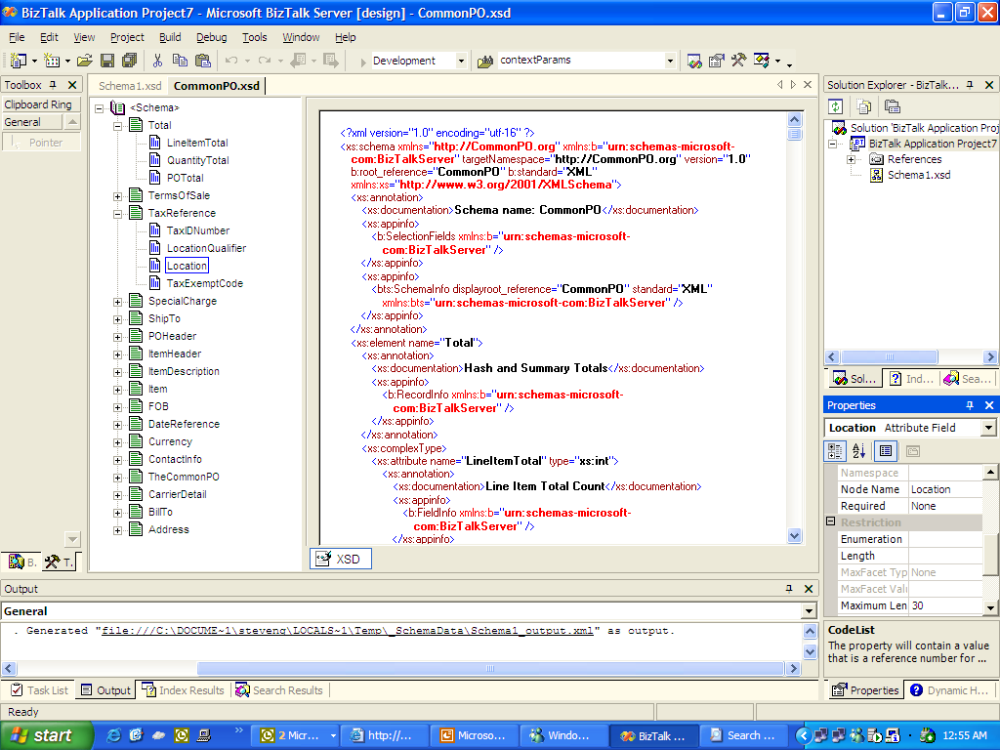 BizTalk Application Project7 - Microsoft BizTalk Server [design] - CommonPO.xsd
File Edit View Project Build Debug Tools Window Help
Development contextParams
Toolbox
Clipboard Ring
General
Pointer
B. T.
Schema1.xsd CommonPO.xsd
<Schema>
Total
LineItemTotal
QuantityTotal
POTotal
TermsOfSale
TaxReference
TaxIDNumber
LocationQualifier
Location
TaxExemptCode
SpecialCharge
ShipTo
POHeader
ItemHeader
ItemDescription
Item
FOB
DateReference
Currency
ContactInfo
TheCommonPO
CarrierDetail
BillTo
Address
<?xml version="1.0" encoding="utf-16" ?>
<xs:schema xmlns="http://CommonPO.org" xmlns:b="urn:schemas-microsoft-
com:BizTalkServer" targetNamespace="http://CommonPO.org" version="1.0"
b:root_reference="CommonPO" b:standard="XML"
xmlns:xs="http://www.w3.org/2001/XMLSchema">
<xs:annotation>
<xs:documentation>Schema name: CommonPO</xs:documentation>
<xs:appinfo>
<b:SelectionFields xmlns:b="urn:schemas-microsoft-
com:BizTalkServer" />
</xs:appinfo>
<xs:appinfo>
<bts:SchemaInfo displayroot_reference="CommonPO" standard="XML"
xmlns:bts="urn:schemas-microsoft-com:BizTalkServer" />
</xs:appinfo>
</xs:annotation>
<xs:element name="Total">
<xs:annotation>
<xs:documentation>Hash and Summary Totals</xs:documentation>
<xs:appinfo>
<b:RecordInfo xmlns:b="urn:schemas-microsoft-
com:BizTalkServer" />
</xs:appinfo>
</xs:annotation>
<xs:complexType>
<xs:attribute name="LineItemTotal" type="xs:int">
<xs:annotation>
<xs:documentation>Line Item Total Count</xs:documentation>
<xs:appinfo>
<b:FieldInfo xmlns:b="urn:schemas-microsoft-
com:BizTalkServer" />
</xs:appinfo>
XSD
Solution Explorer - BizTalk...
Solution 'BizTalk Application Proj
BizTalk Application Project7
References
Schema1.xsd
Sol... Ind... Sea...
Properties
Location Attribute Field
Namespace
Node Name Location
Required None
Restriction
Enumeration
Length
MaxFacet Typ None
MaxFacet Valu
Maximum Len 30
CodeList
The property will contain a value
that is a reference number for ...
Properties Dynamic H...
Output
General
. Generated "file:///C:\DOCUME~1\steveng\LOCALS~1\Temp\_SchemaData\Schema1_output.xml" as output.
Task List Output Index Results Search Results
Ready
start 2 Micr... http://... Microso... Windo... BizTalk ... Search ... 12:55 AM